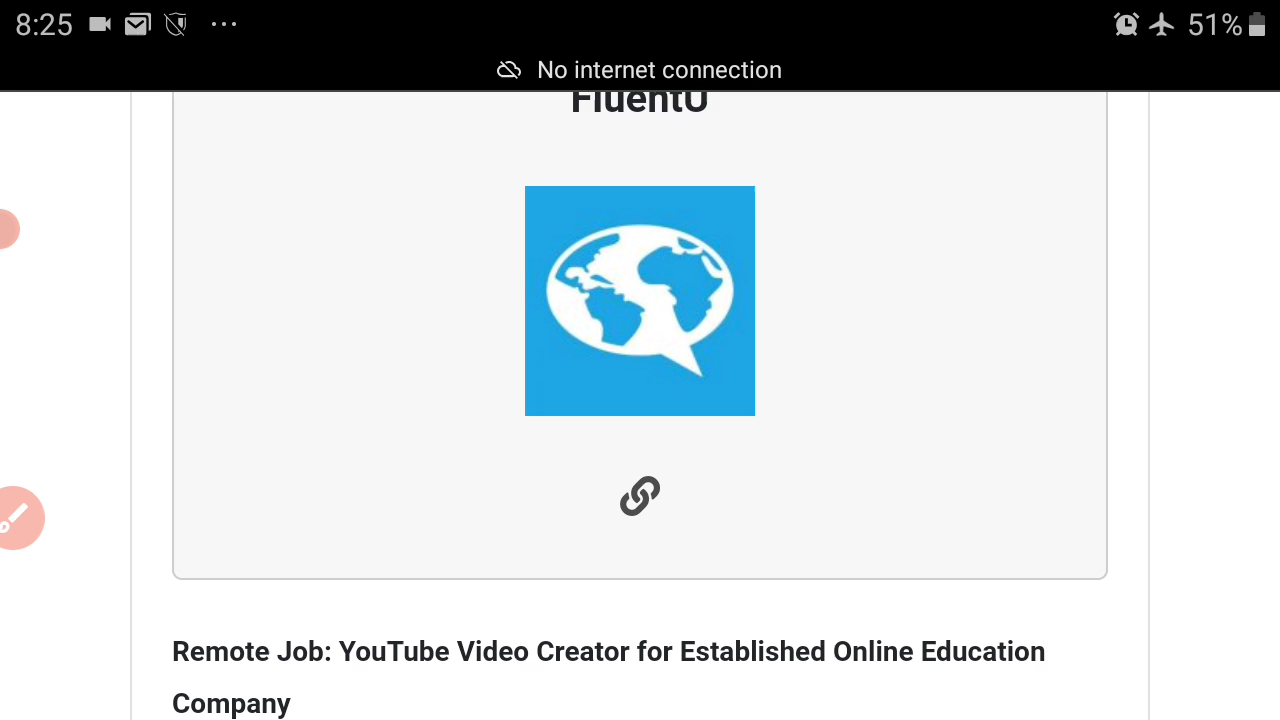 8:25
51%
No internet connection
FluentU
Remote Job: YouTube Video Creator for Established Online Education
Company